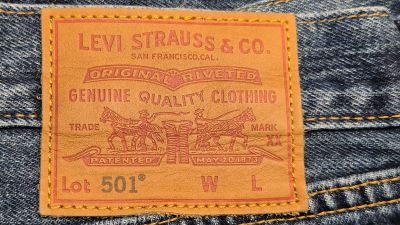 LEVI STRAUSS & CO.
SAN FRANCISCO, CAL.
ORIGINAL RIVETED
GENUINE QUALITY CLOTHING
TRADE MARK
XX
PATENTED MAY 20 1873
Lot 501® W L